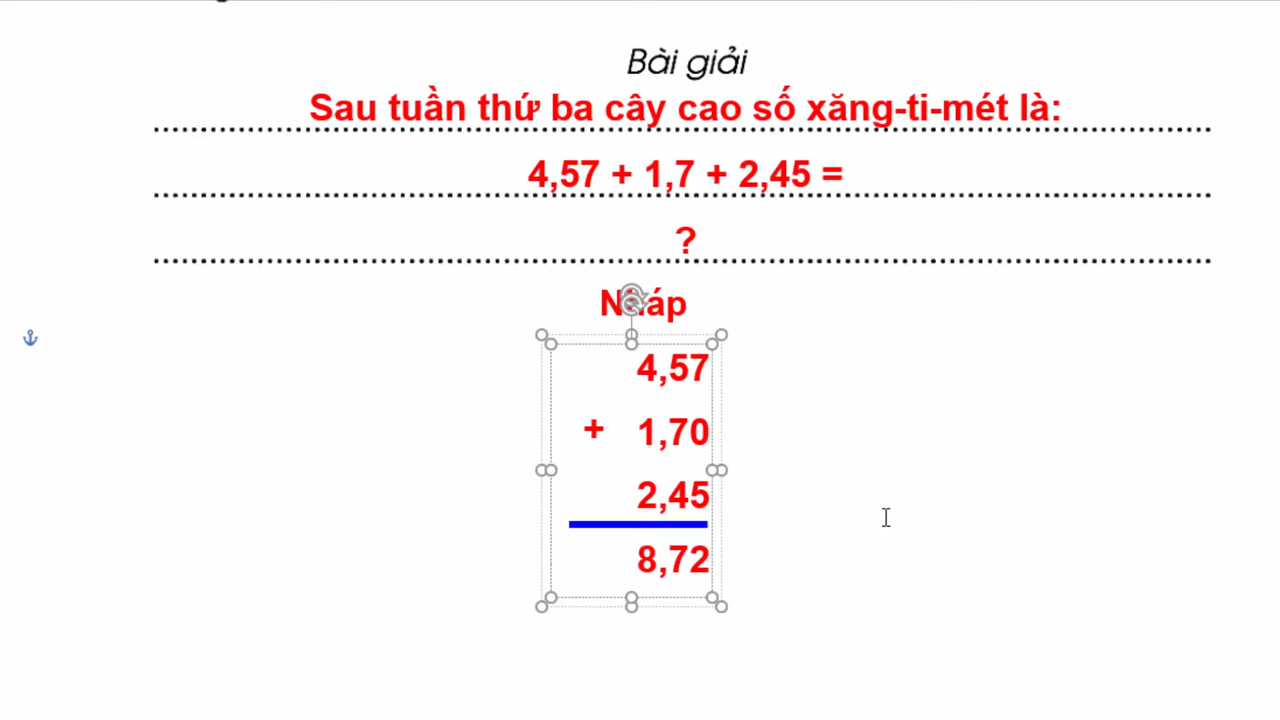 Bài giải
Sau tuần thứ ba cây cao số xăng-ti-mét là:
4,57 + 1,7 + 2,45 =
?
4,57
+ 1,70
2,45
8,72